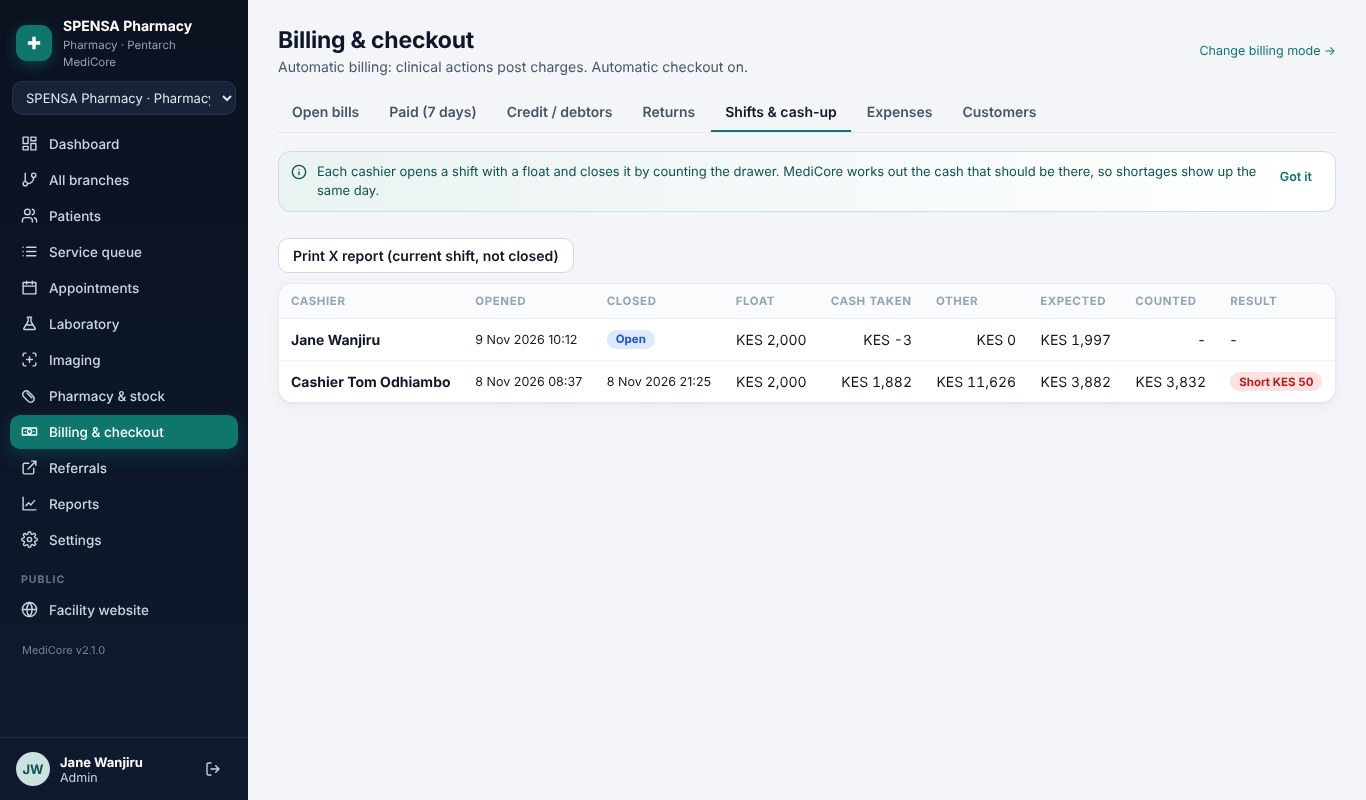 SPENSA Pharmacy
Pharmacy · Pentarch
MediCore
SPENSA Pharmacy · Pharmacy
Dashboard
All branches
Patients
Service queue
Appointments
Laboratory
Imaging
Pharmacy & stock
Billing & checkout
Referrals
Reports
Settings
PUBLIC
Facility website
MediCore v2.1.0
JW
Jane Wanjiru
Admin
Billing & checkout
Automatic billing: clinical actions post charges. Automatic checkout on.
Change billing mode →
Open bills Paid (7 days) Credit / debtors Returns Shifts & cash-up Expenses Customers
Each cashier opens a shift with a float and closes it by counting the drawer. MediCore works out the cash that should be there, so shortages show up the
same day.
Got it
Print X report (current shift, not closed)
CASHIER OPENED CLOSED FLOAT CASH TAKEN OTHER EXPECTED COUNTED RESULT
Jane Wanjiru 9 Nov 2026 10:12 Open KES 2,000 KES -3 KES 0 KES 1,997 - -
Cashier Tom Odhiambo 8 Nov 2026 08:37 8 Nov 2026 21:25 KES 2,000 KES 1,882 KES 11,626 KES 3,882 KES 3,832 Short KES 50